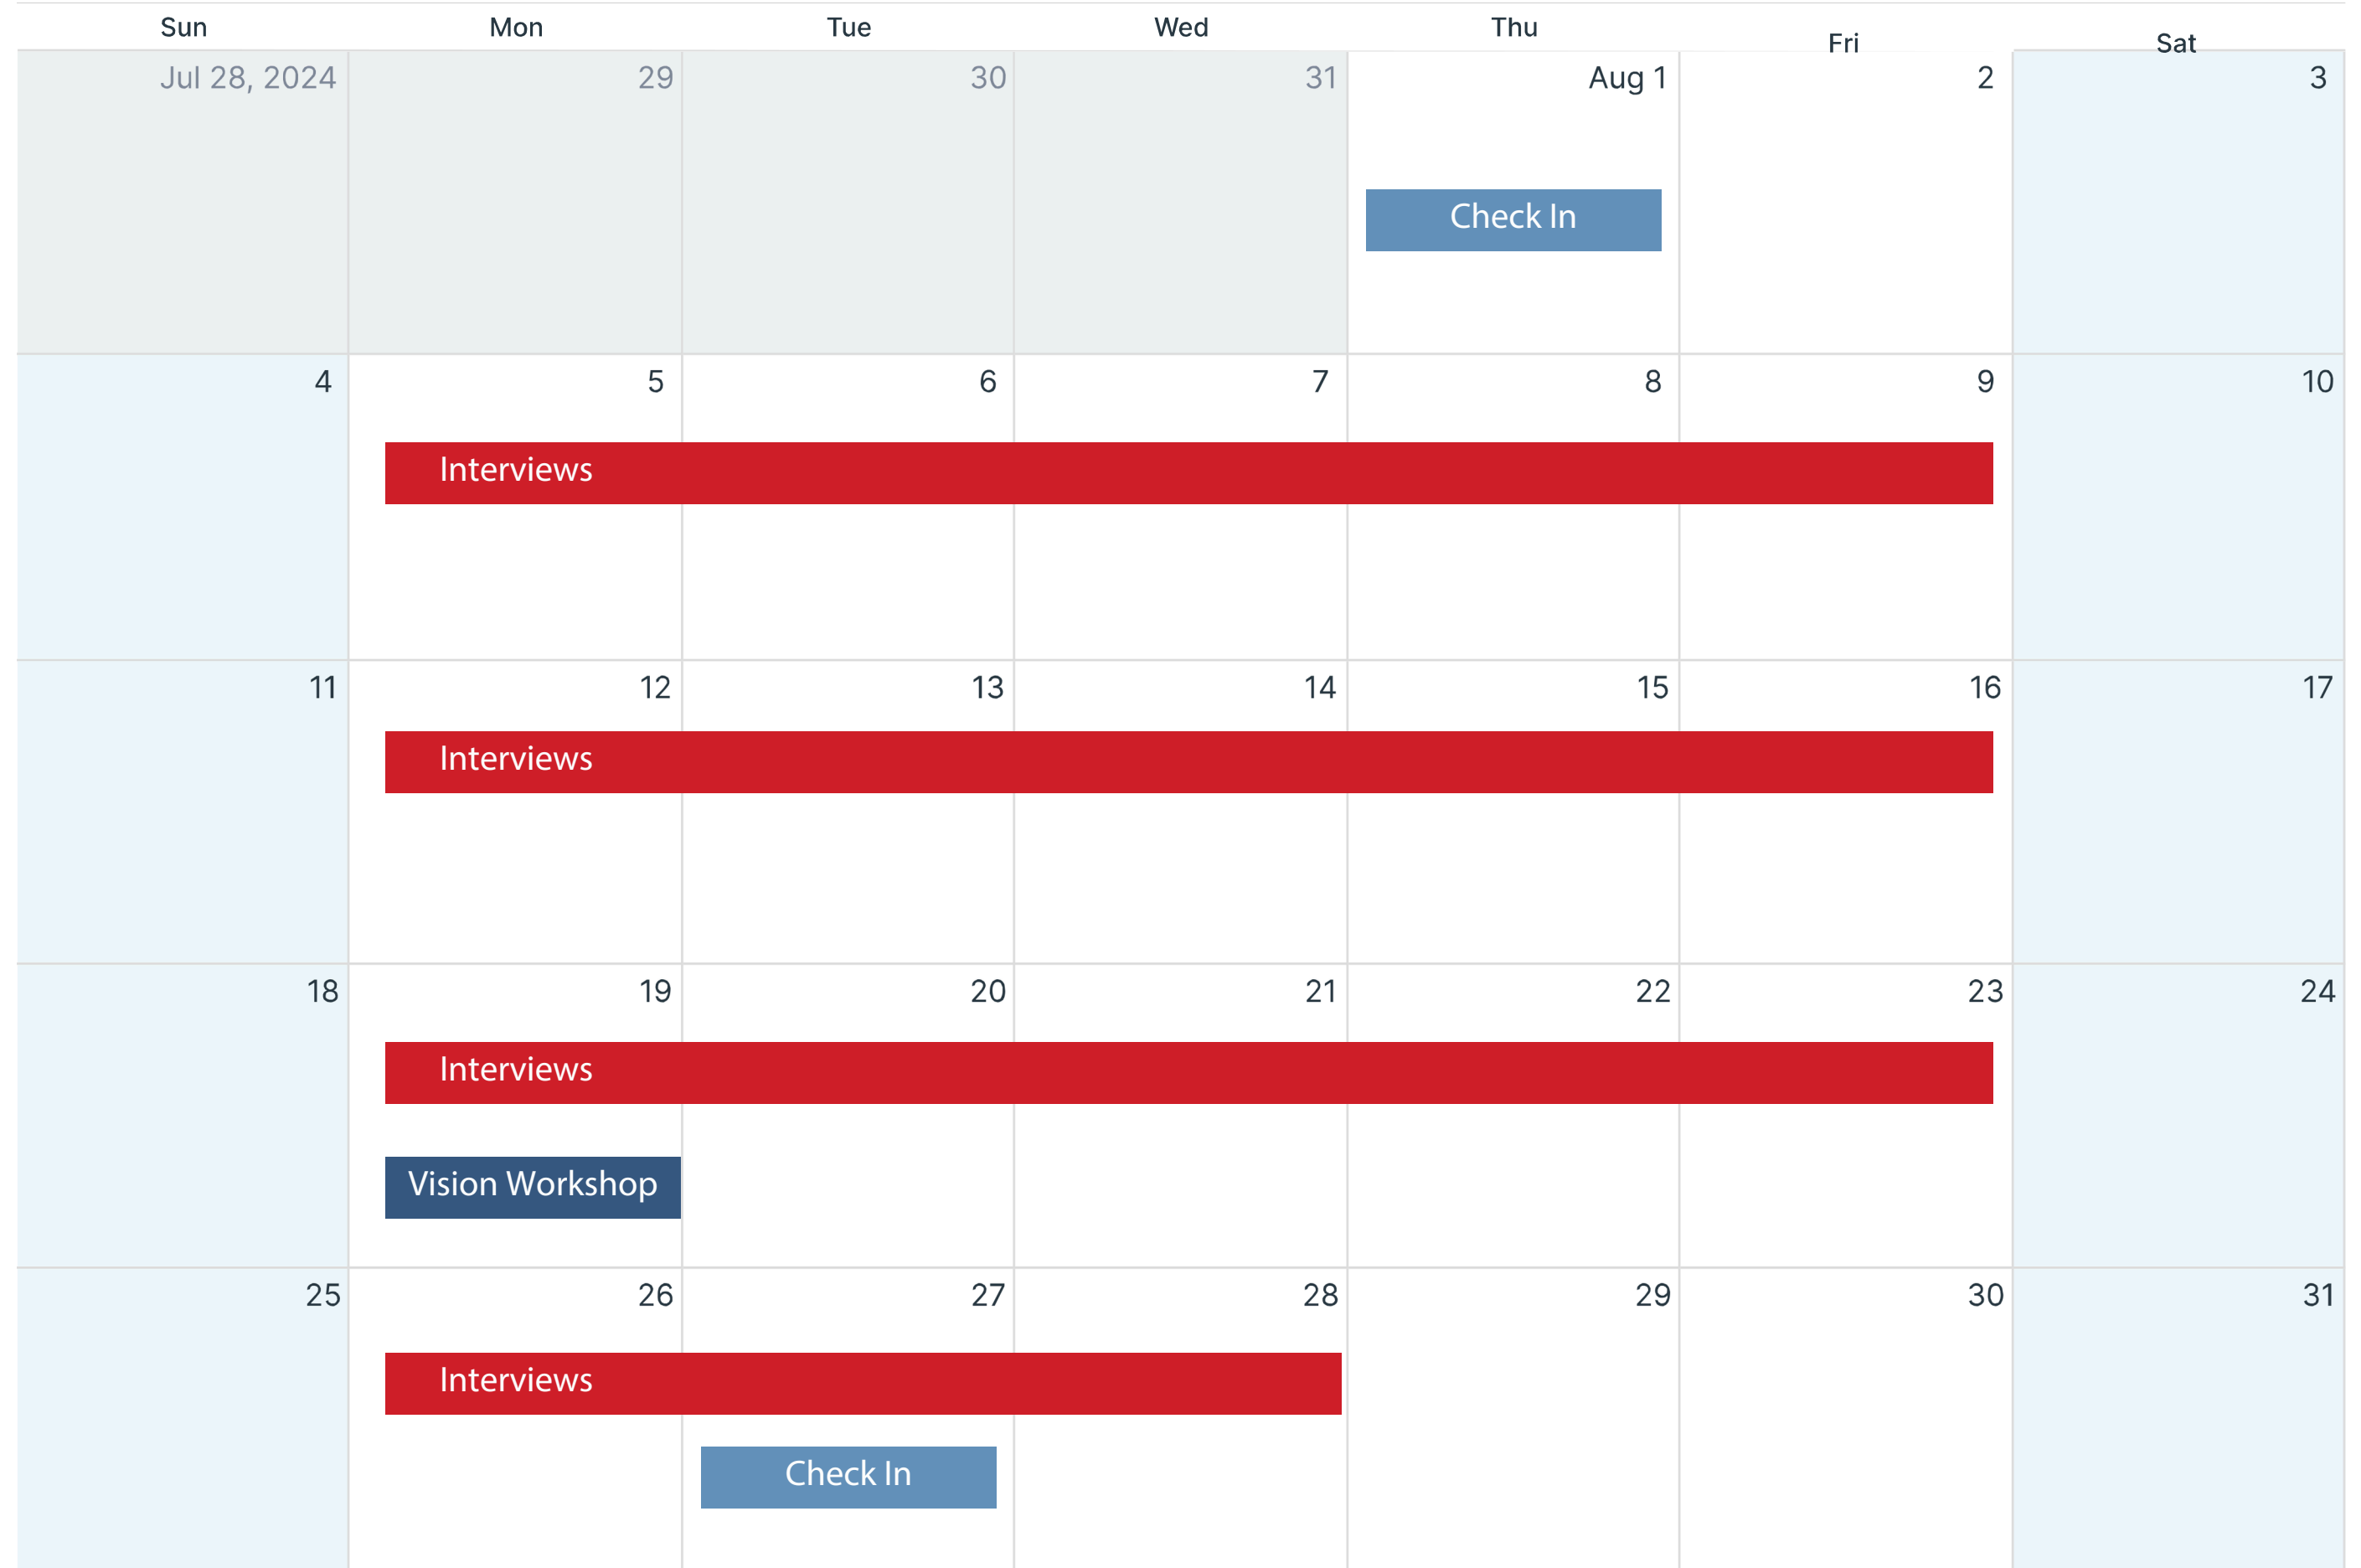 Sun Mon Tue Wed Thu Fri Sat
Jul 28, 2024 29 30 31 Aug 1 2 3
Check In
4 5 6 7 8 9 10
Interviews
11 12 13 14 15 16 17
Interviews
18 19 20 21 22 23 24
Interviews
Vision Workshop
25 26 27 28 29 30 31
Interviews
Check In